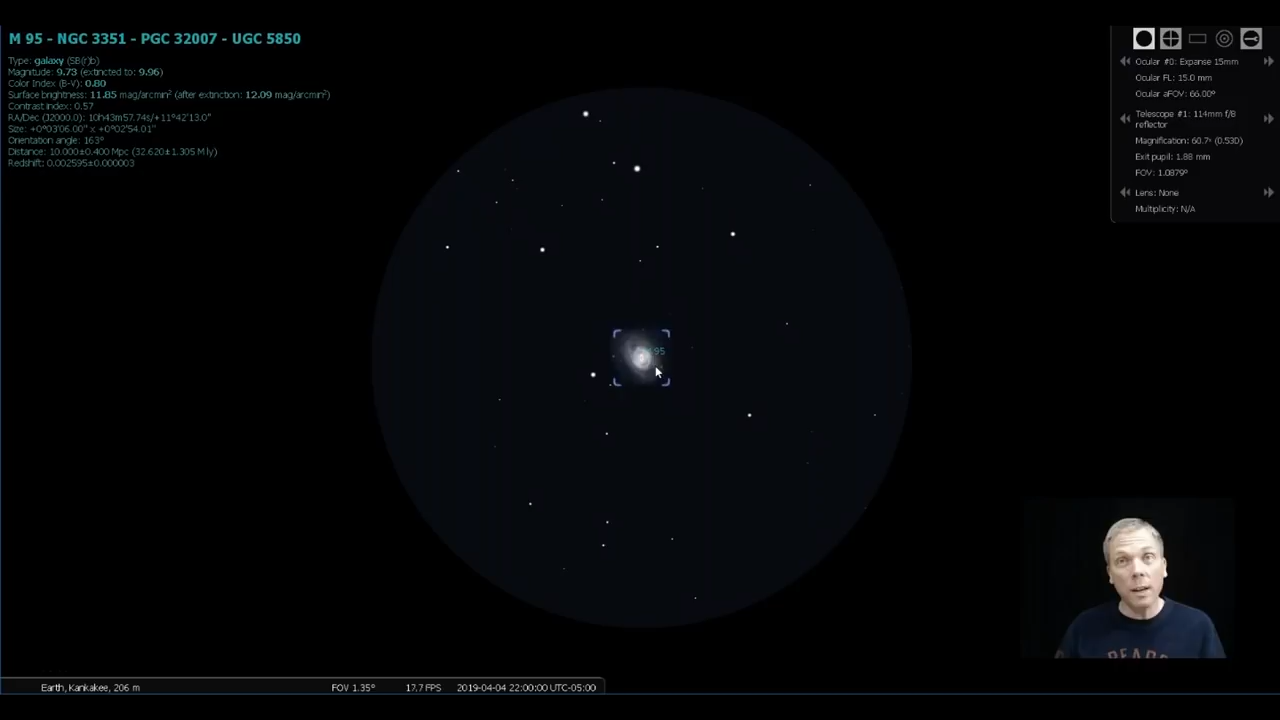 M 95 - NGC 3351 - PGC 32007 - UGC 5850
Type: galaxy (SB(r)b)
Magnitude: 9.73 (extincted to: 9.96)
Color Index (B-V): 0.80
Surface brightness: 11.85 mag/arcmin² (after extinction: 12.09 mag/arcmin²)
Contrast index: 0.57
RA/Dec (J2000.0): 10h43m57.74s/+11°42'13.0"
Size: +0°03'06.00" x +0°02'54.01"
Orientation angle: 163°
Distance: 10.000±0.400 Mpc (32.620±1.305 M ly)
Redshift: 0.002595±0.000003
Ocular #0: Expanse 15mm
Ocular FL: 15.0 mm
Ocular aFOV: 66.00°
Telescope #1: 114mm f/8
reflector
Magnification: 60.7ˣ (0.53D)
Exit pupil: 1.88 mm
FOV: 1.0879°
Lens: None
Multiplicity: N/A
95
Earth, Kankakee, 206 m
FOV 1.35°
17.7 FPS
2019-04-04 22:00:00 UTC-05:00